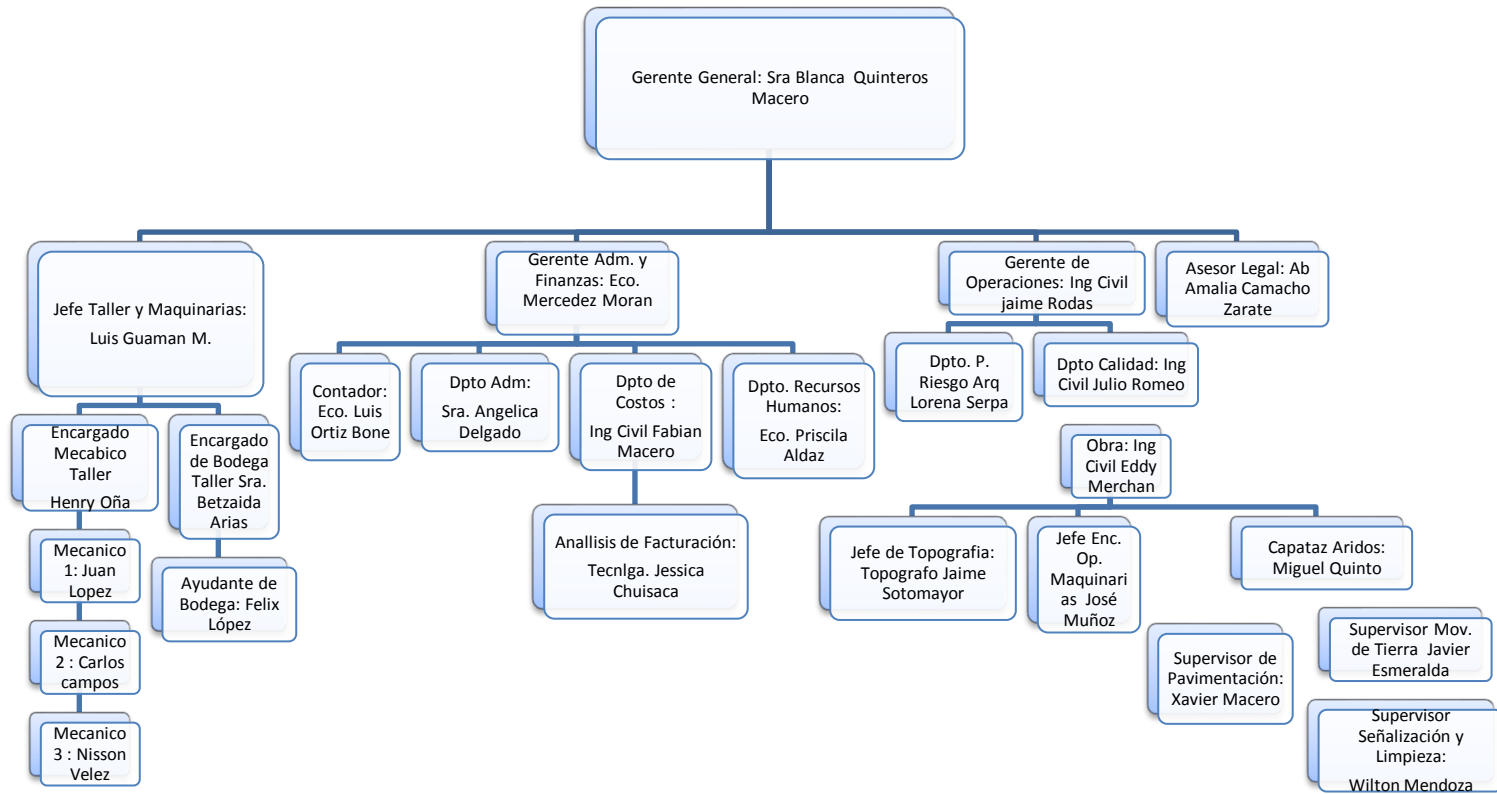 Gerente General: Sra Blanca Quinteros
Macero
Jefe Taller y Maquinarias:
Luis Guaman M.
Gerente Adm. y
Finanzas: Eco.
Mercedez Moran
Gerente de
Operaciones: Ing Civil
jaime Rodas
Asesor Legal: Ab
Amalia Camacho
Zarate
Encargado
Mecabico
Taller
Henry Oña
Encargado
de Bodega
Taller Sra.
Betzaida
Arias
Contador:
Eco. Luis
Ortiz Bone
Dpto Adm:
Sra. Angelica
Delgado
Dpto de
Costos :
Ing Civil Fabian
Macero
Dpto. Recursos
Humanos:
Eco. Priscila
Aldaz
Dpto. P.
Riesgo Arq
Lorena Serpa
Dpto Calidad: Ing
Civil Julio Romeo
Obra: Ing
Civil Eddy
Merchan
Mecanico
1: Juan
Lopez
Ayudante de
Bodega: Felix
López
Anallisis de Facturación:
Tecnlga. Jessica
Chuisaca
Jefe de Topografia:
Topografo Jaime
Sotomayor
Jefe Enc.
Op.
Maquinari
as José
Muñoz
Capataz Aridos:
Miguel Quinto
Mecanico
2 : Carlos
campos
Supervisor de
Pavimentación:
Xavier Macero
Supervisor Mov.
de Tierra Javier
Esmeralda
Mecanico
3 : Nisson
Velez
Supervisor
Señalización y
Limpieza:
Wilton Mendoza